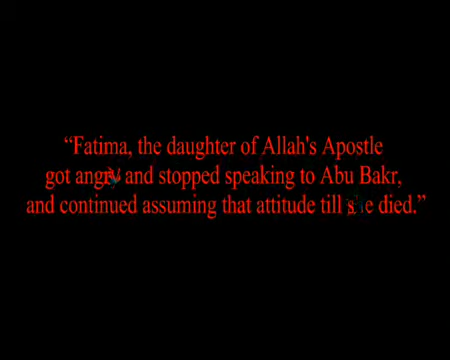 “Fatima, the daughter of Allah's Apostle
got angry and stopped speaking to Abu Bakr,
and continued assuming that attitude till she died.”